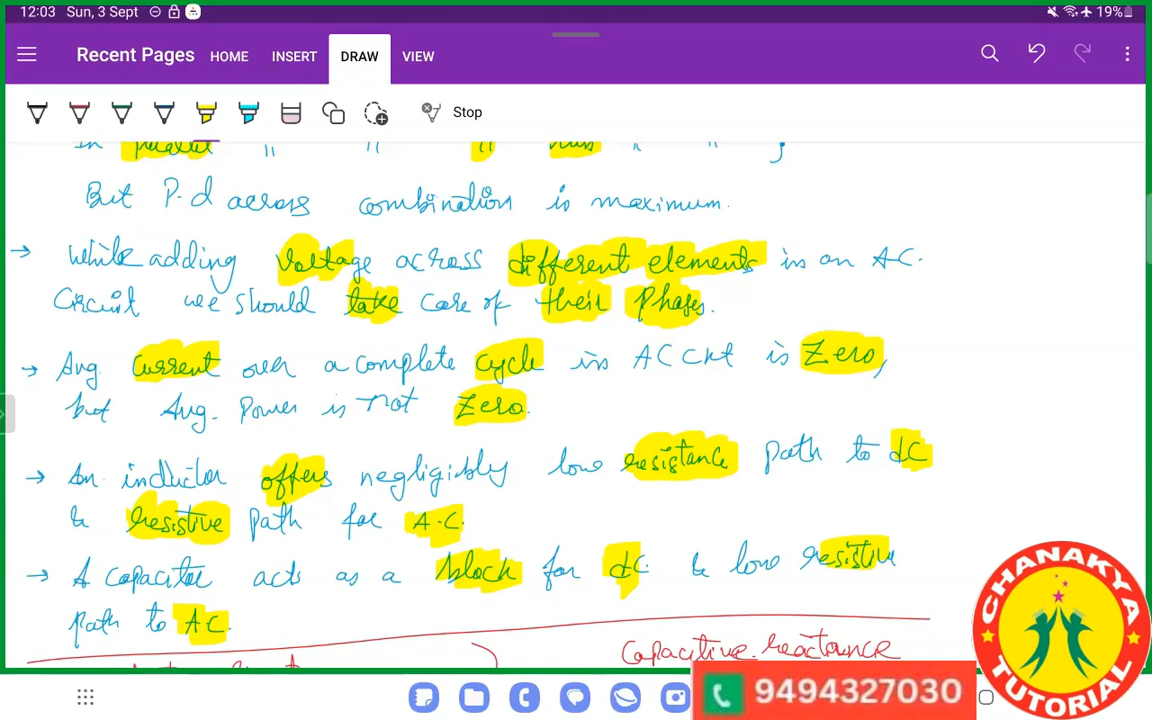 12:03 Sun, 3 Sept 19%
Recent Pages HOME INSERT DRAW VIEW
Stop
In parallel " " " " "
But P.d across combination is maximum.
→ While adding Voltage across different elements in an AC.
Circuit we should take care of their Phases.
→ Avg. Current over a complete cycle in AC CKt is Zero,
but Avg. Power is not Zero.
→ An inductor offers negligibly low resistance path to dC
& resistive path for A.C.
→ A capacitor acts as a block for dC & low resistive
path to AC.
Capacitive reactance
CHANAKYA
TUTORIAL
9494327030